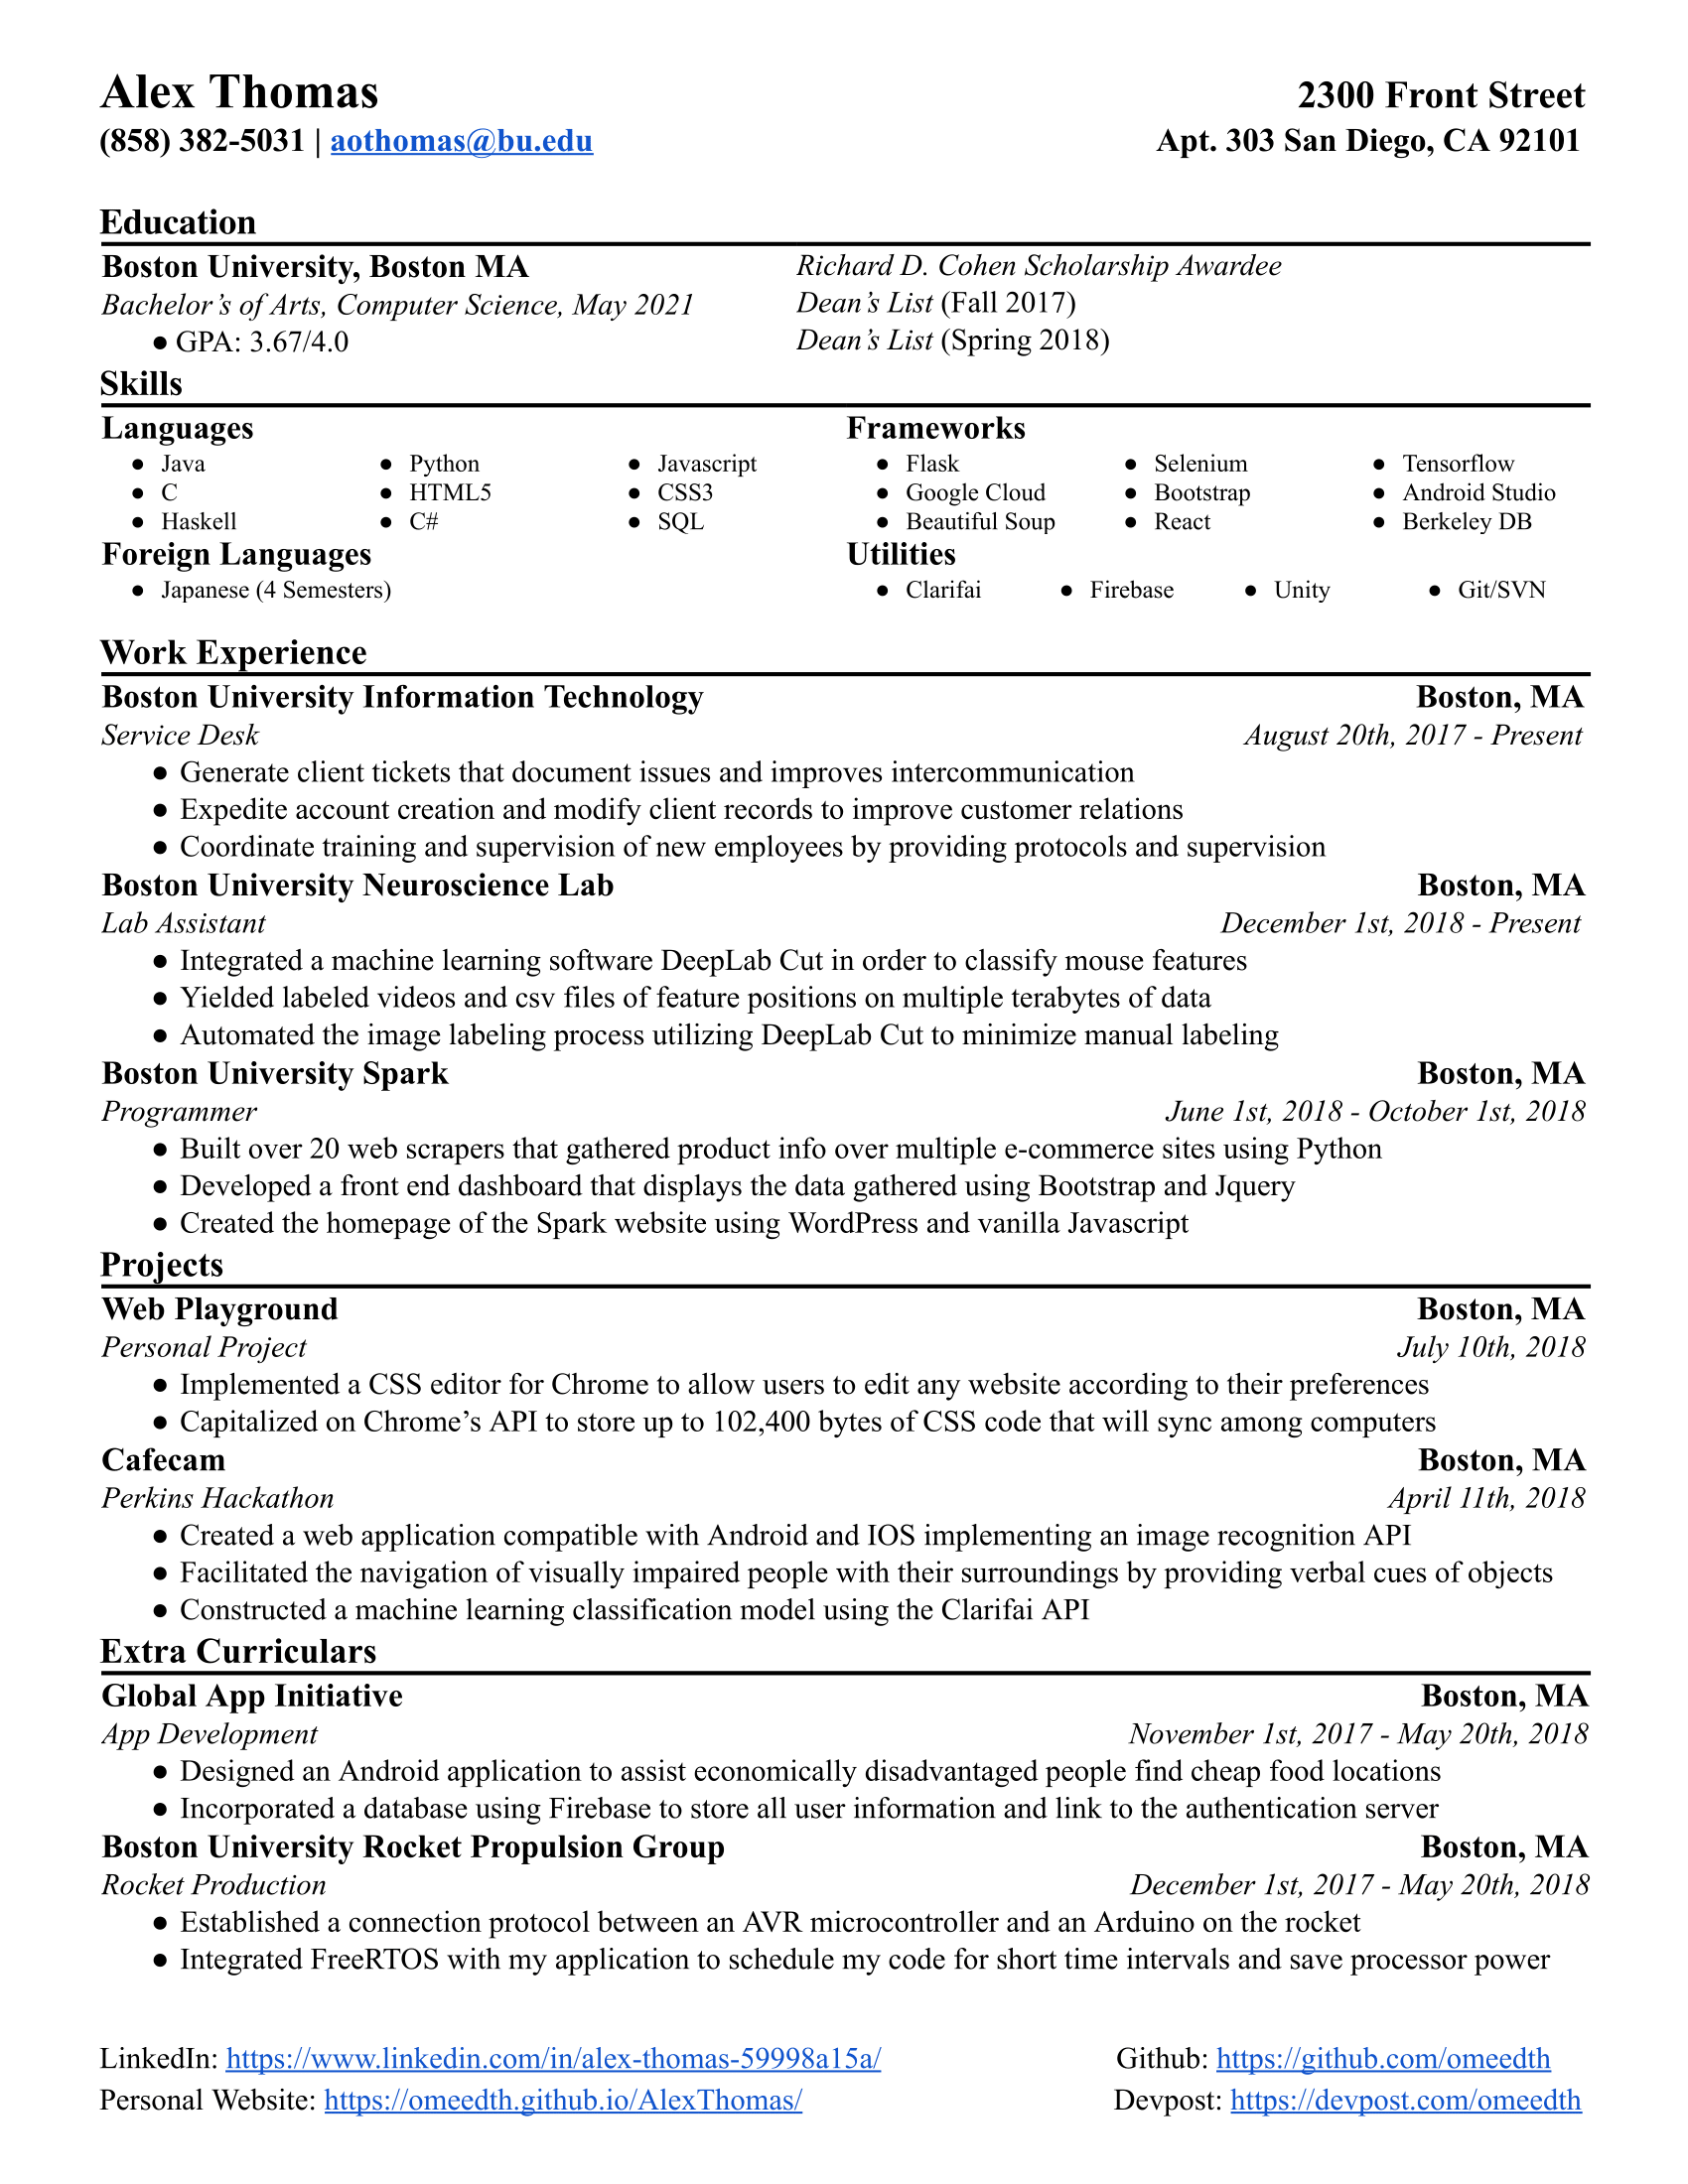 Alex Thomas 2300 Front Street
(858) 382-5031 | aothomas@bu.edu Apt. 303 San Diego, CA 92101
Education
Boston University, Boston MA Richard D. Cohen Scholarship Awardee
Bachelor’s of Arts, Computer Science, May 2021 Dean’s List (Fall 2017)
● GPA: 3.67/4.0 Dean’s List (Spring 2018)
Skills
Languages Frameworks
● Java ● Python ● Javascript ● Flask ● Selenium ● Tensorflow
● C ● HTML5 ● CSS3 ● Google Cloud ● Bootstrap ● Android Studio
● Haskell ● C# ● SQL ● Beautiful Soup ● React ● Berkeley DB
Foreign Languages Utilities
● Japanese (4 Semesters) ● Clarifai ● Firebase ● Unity ● Git/SVN
Work Experience
Boston University Information Technology Boston, MA
Service Desk August 20th, 2017 - Present
● Generate client tickets that document issues and improves intercommunication
● Expedite account creation and modify client records to improve customer relations
● Coordinate training and supervision of new employees by providing protocols and supervision
Boston University Neuroscience Lab Boston, MA
Lab Assistant December 1st, 2018 - Present
● Integrated a machine learning software DeepLab Cut in order to classify mouse features
● Yielded labeled videos and csv files of feature positions on multiple terabytes of data
● Automated the image labeling process utilizing DeepLab Cut to minimize manual labeling
Boston University Spark Boston, MA
Programmer June 1st, 2018 - October 1st, 2018
● Built over 20 web scrapers that gathered product info over multiple e-commerce sites using Python
● Developed a front end dashboard that displays the data gathered using Bootstrap and Jquery
● Created the homepage of the Spark website using WordPress and vanilla Javascript
Projects
Web Playground Boston, MA
Personal Project July 10th, 2018
● Implemented a CSS editor for Chrome to allow users to edit any website according to their preferences
● Capitalized on Chrome’s API to store up to 102,400 bytes of CSS code that will sync among computers
Cafecam Boston, MA
Perkins Hackathon April 11th, 2018
● Created a web application compatible with Android and IOS implementing an image recognition API
● Facilitated the navigation of visually impaired people with their surroundings by providing verbal cues of objects
● Constructed a machine learning classification model using the Clarifai API
Extra Curriculars
Global App Initiative Boston, MA
App Development November 1st, 2017 - May 20th, 2018
● Designed an Android application to assist economically disadvantaged people find cheap food locations
● Incorporated a database using Firebase to store all user information and link to the authentication server
Boston University Rocket Propulsion Group Boston, MA
Rocket Production December 1st, 2017 - May 20th, 2018
● Established a connection protocol between an AVR microcontroller and an Arduino on the rocket
● Integrated FreeRTOS with my application to schedule my code for short time intervals and save processor power
LinkedIn: https://www.linkedin.com/in/alex-thomas-59998a15a/ Github: https://github.com/omeedth
Personal Website: https://omeedth.github.io/AlexThomas/ Devpost: https://devpost.com/omeedth